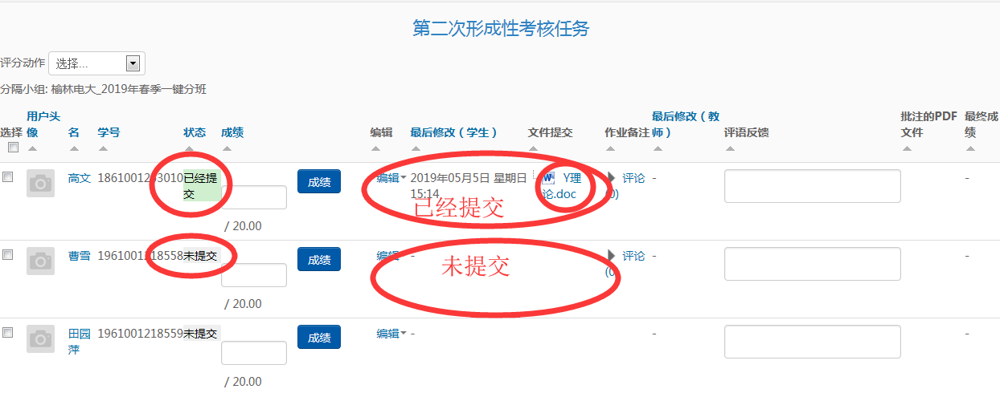 第二次形成性考核任务
评分动作 选择...
分隔小组: 榆林电大_2019年春季一键分班
选择 用户头像 名 学号 状态 成绩 编辑 最后修改（学生） 文件提交 作业备注 最后修改（教师） 评语反馈 批注的PDF文件 最终成绩
高文 1861001253010 已经提交 成绩 编辑 2019年05月5日 星期日 Y理 评论 - -
15:14 论.doc (0)
已经提交
/ 20.00
曹雪 1961001218558 未提交 成绩 编辑 - 评论 - -
未提交 (0
/ 20.00
田园萍 1961001218559 未提交 成绩 编辑 - - -
/ 20.00